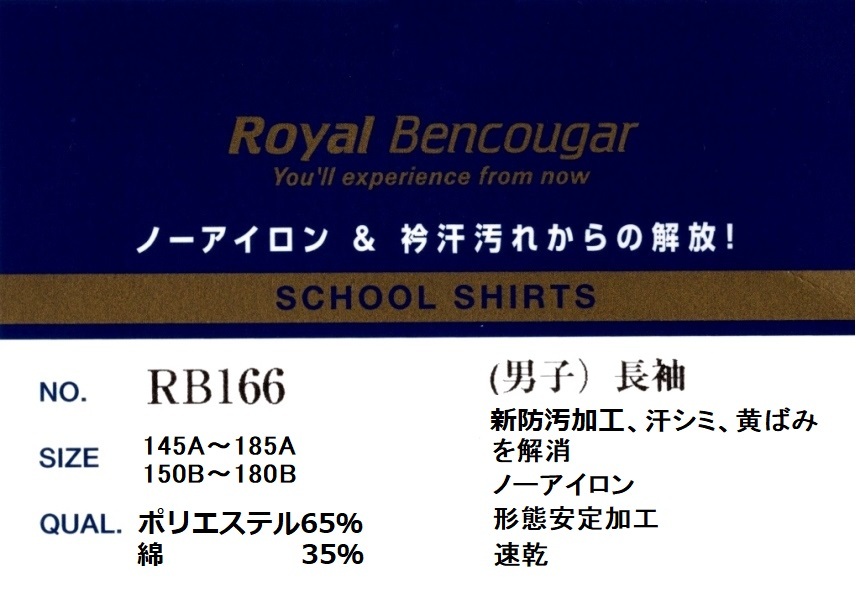 Royal Bencougar
You'll experience from now
ノーアイロン & 衿汗汚れからの解放!
SCHOOL SHIRTS
NO. RB166
(男子) 長袖
SIZE 145A～185A
150B～180B
QUAL. ポリエステル65%
綿 35%
新防汚加工、汗シミ、黄ばみ
を解消
ノーアイロン
形態安定加工
速乾